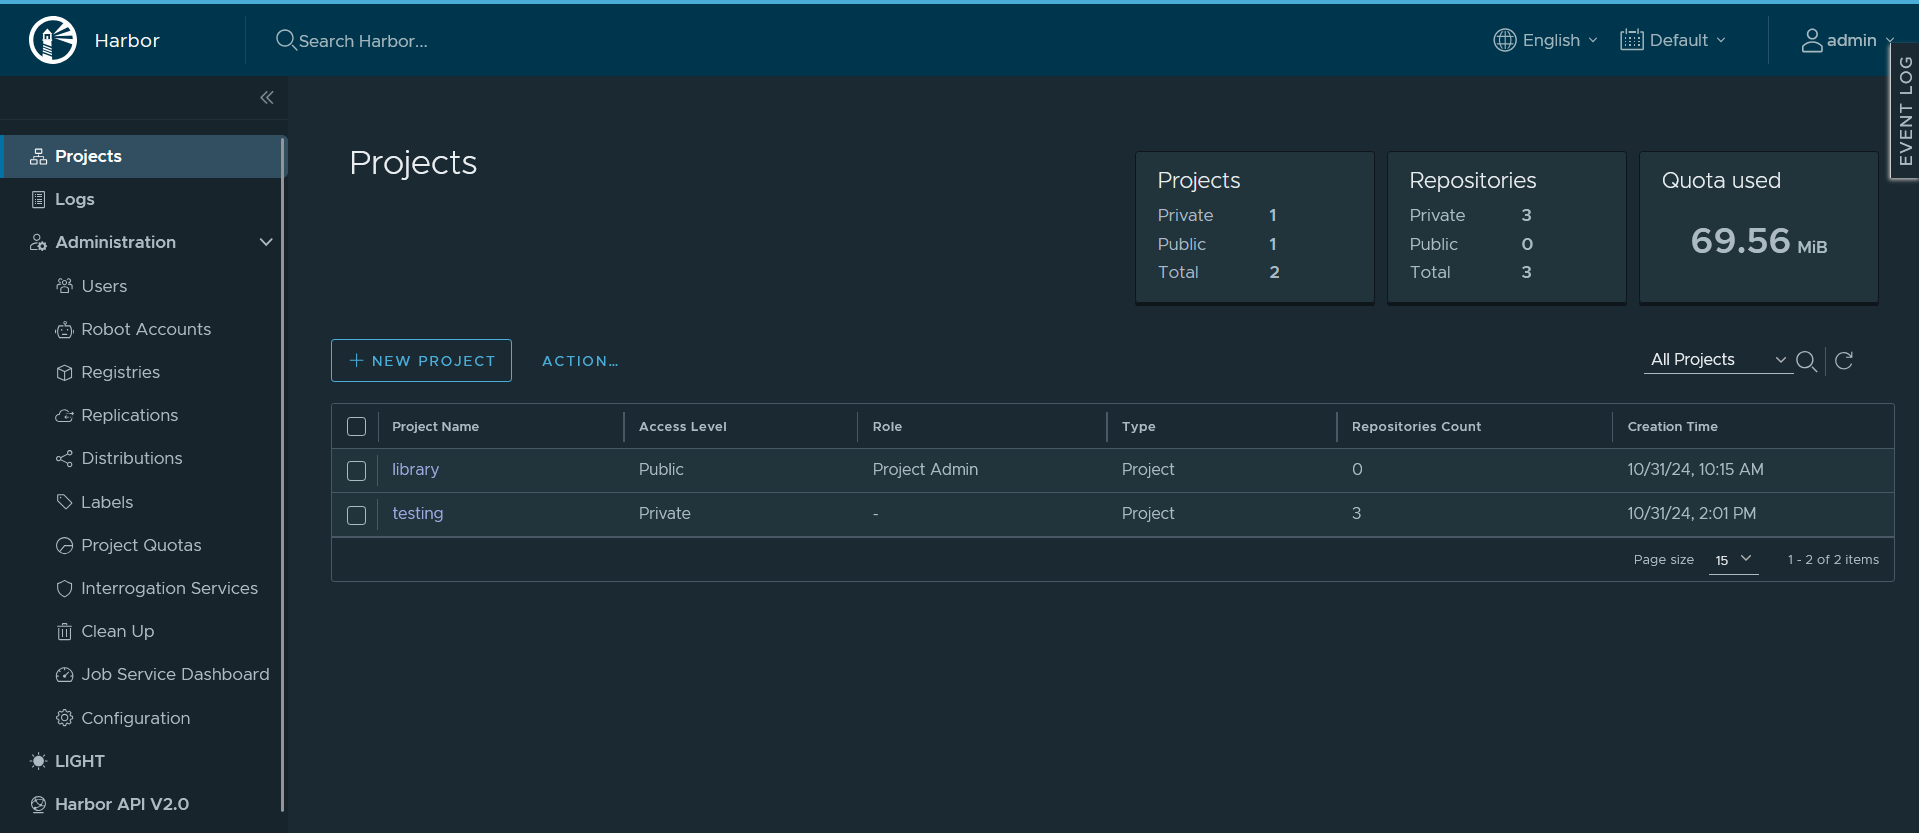 Harbor
Search Harbor...
English
Default
admin
EVENT LOG
Projects
Logs
Administration
Users
Robot Accounts
Registries
Replications
Distributions
Labels
Project Quotas
Interrogation Services
Clean Up
Job Service Dashboard
Configuration
LIGHT
Harbor API V2.0
Projects
Projects
Private 1
Public 1
Total 2
Repositories
Private 3
Public 0
Total 3
Quota used
69.56 MiB
+ NEW PROJECT
ACTION...
All Projects
Project Name Access Level Role Type Repositories Count Creation Time
library Public Project Admin Project 0 10/31/24, 10:15 AM
testing Private - Project 3 10/31/24, 2:01 PM
Page size 15 1 - 2 of 2 items